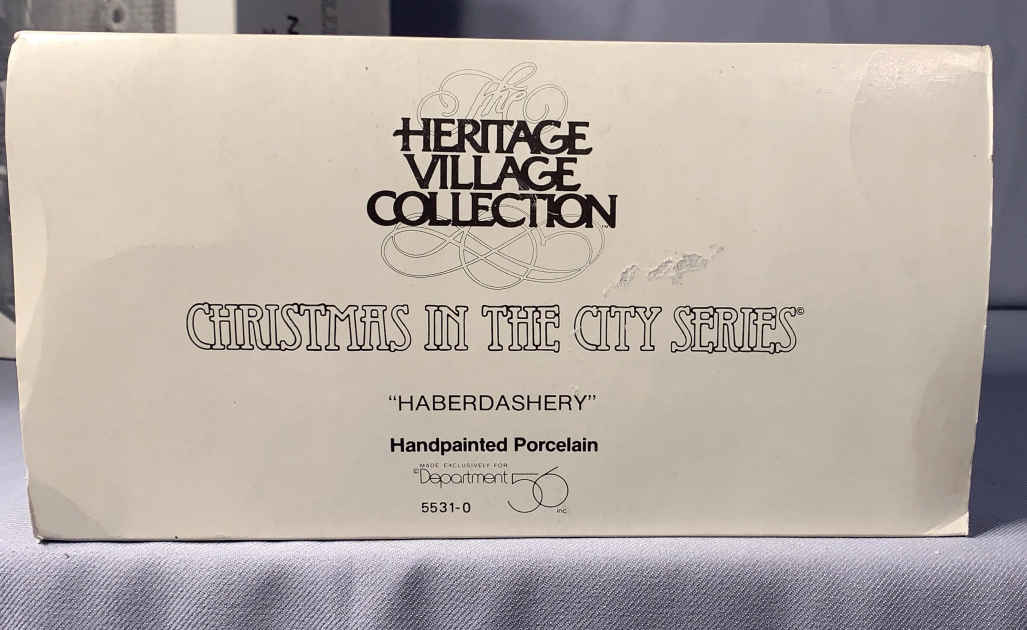 The
HERITAGE
VILLAGE
COLLECTION™
CHRISTMAS IN THE CITY SERIES©
"HABERDASHERY"
Handpainted Porcelain
MADE EXCLUSIVELY FOR
©Department 56 inc.
5531-0